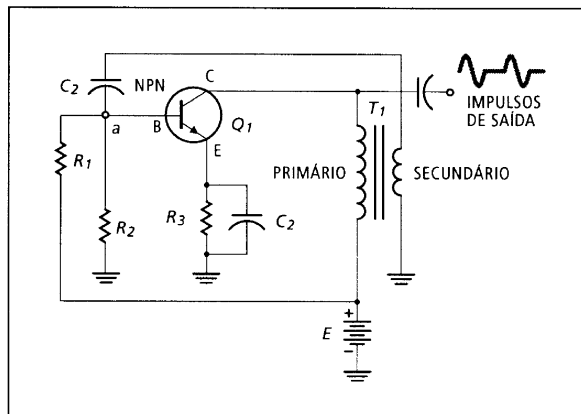 C2
NPN
C
a
B
Q1
E
R1
R2
R3
C2
T1
PRIMÁRIO
SECUNDÁRIO
IMPULSOS
DE SAÍDA
+
E
-